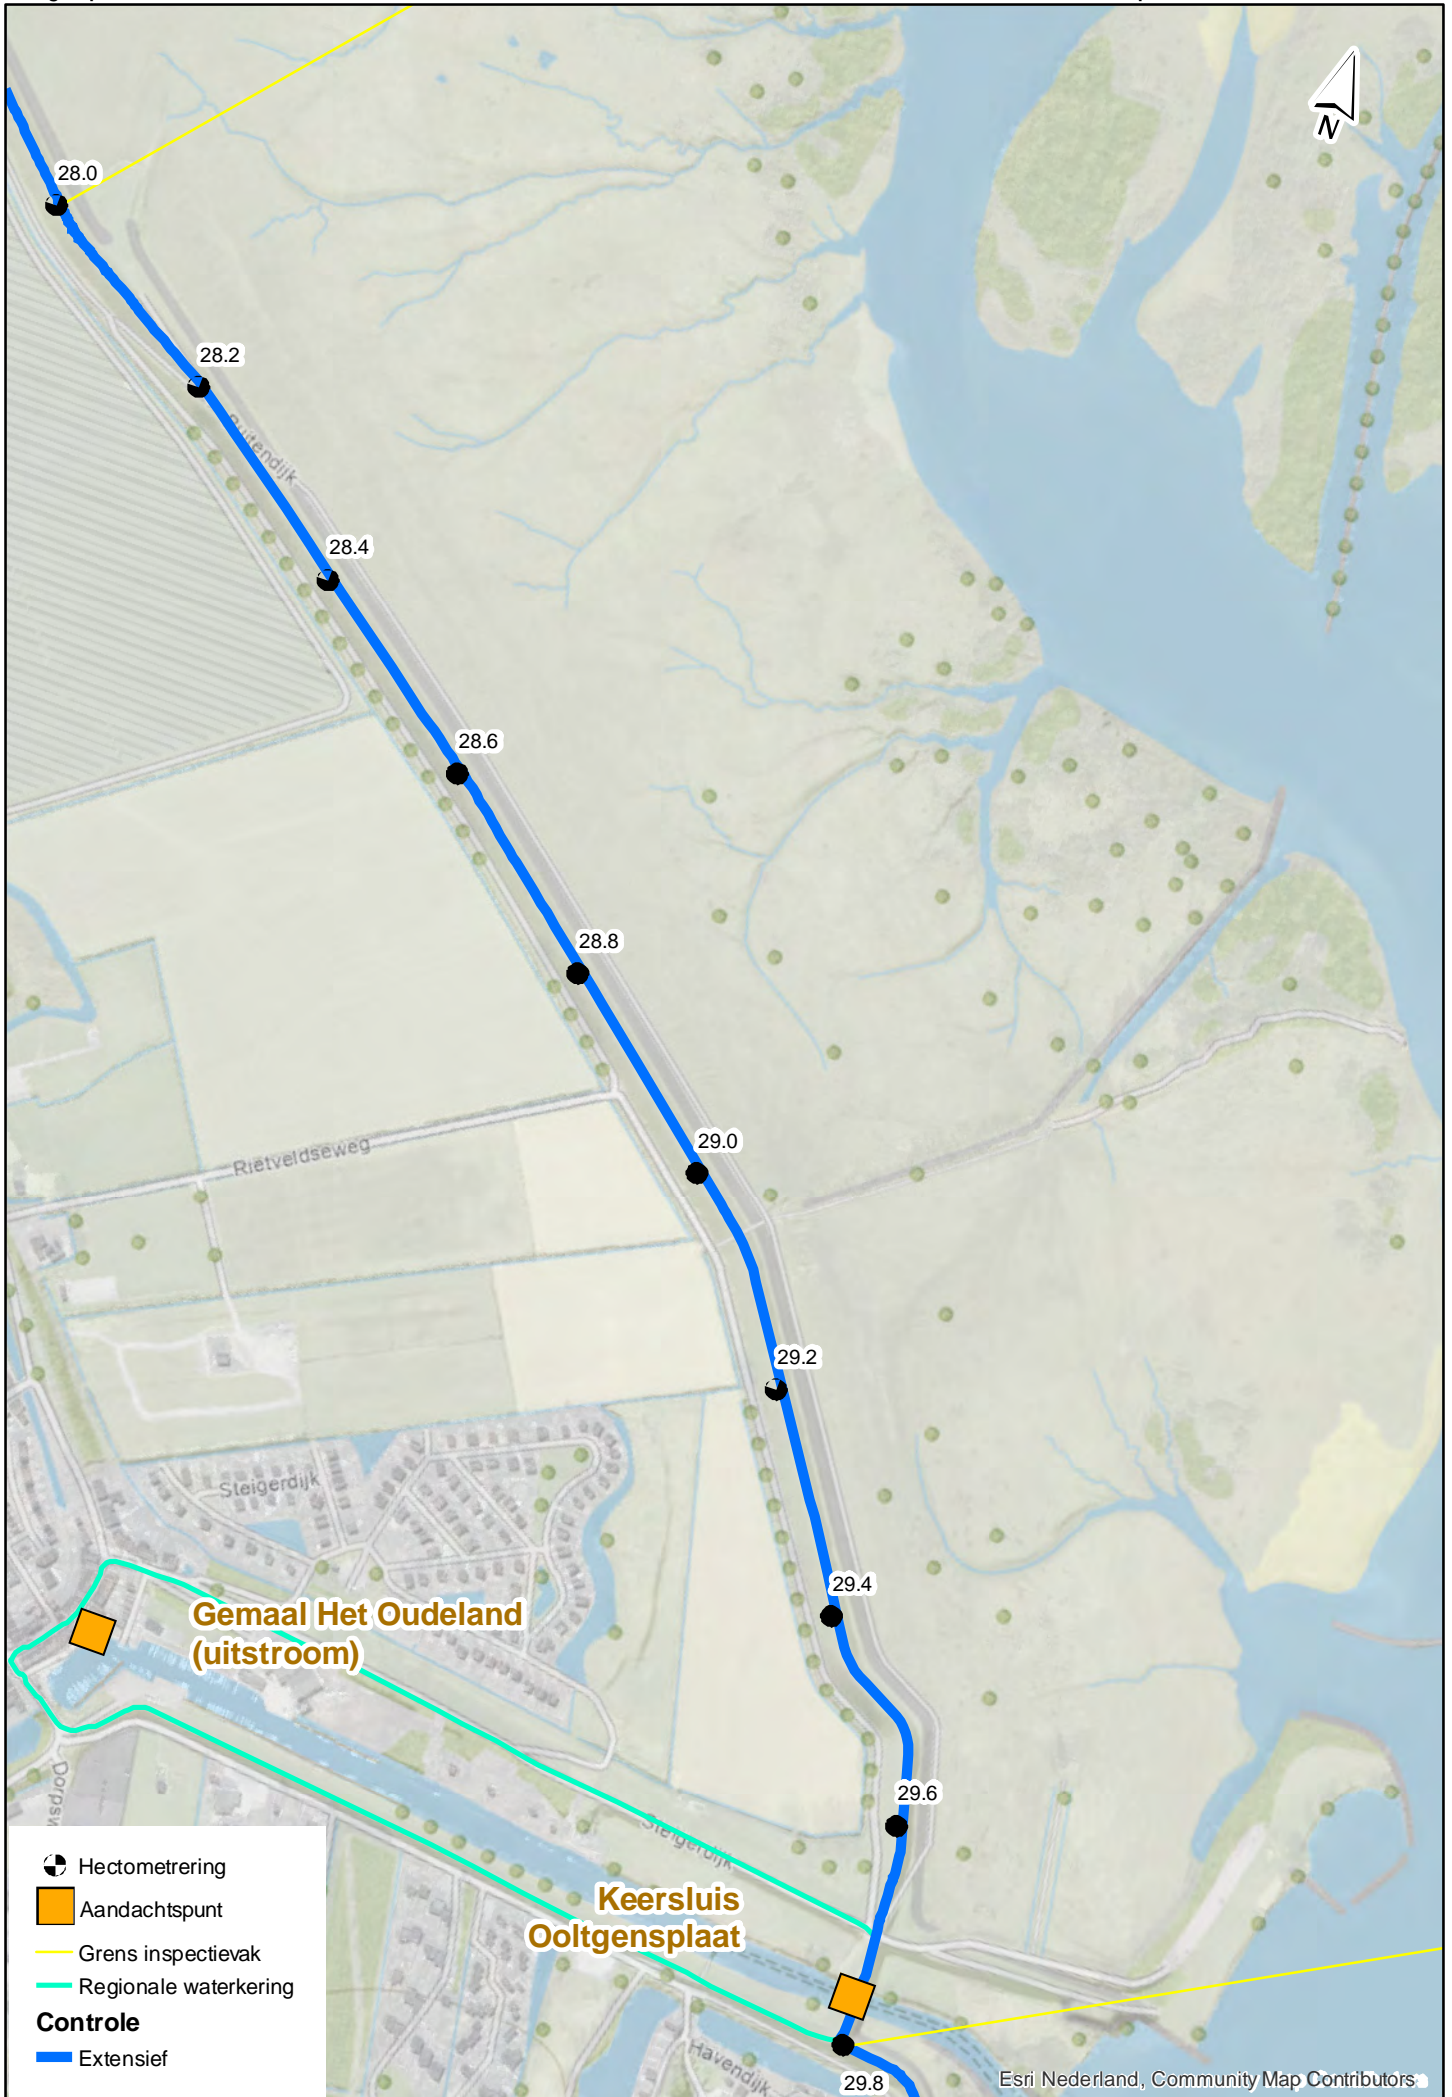 N
28.0
28.2
Buitendijk
28.4
28.6
28.8
29.0
Rietveldseweg
29.2
Steigerdijk
29.4
Gemaal Het Oudeland
(uitstroom)
29.6
Steigerdijk
Keersluis
Ooltgensplaat
Havendijk
29.8
Hectometrering
Aandachtspunt
Grens inspectievak
Regionale waterkering
Controle
Extensief
Esri Nederland, Community Map Contributors